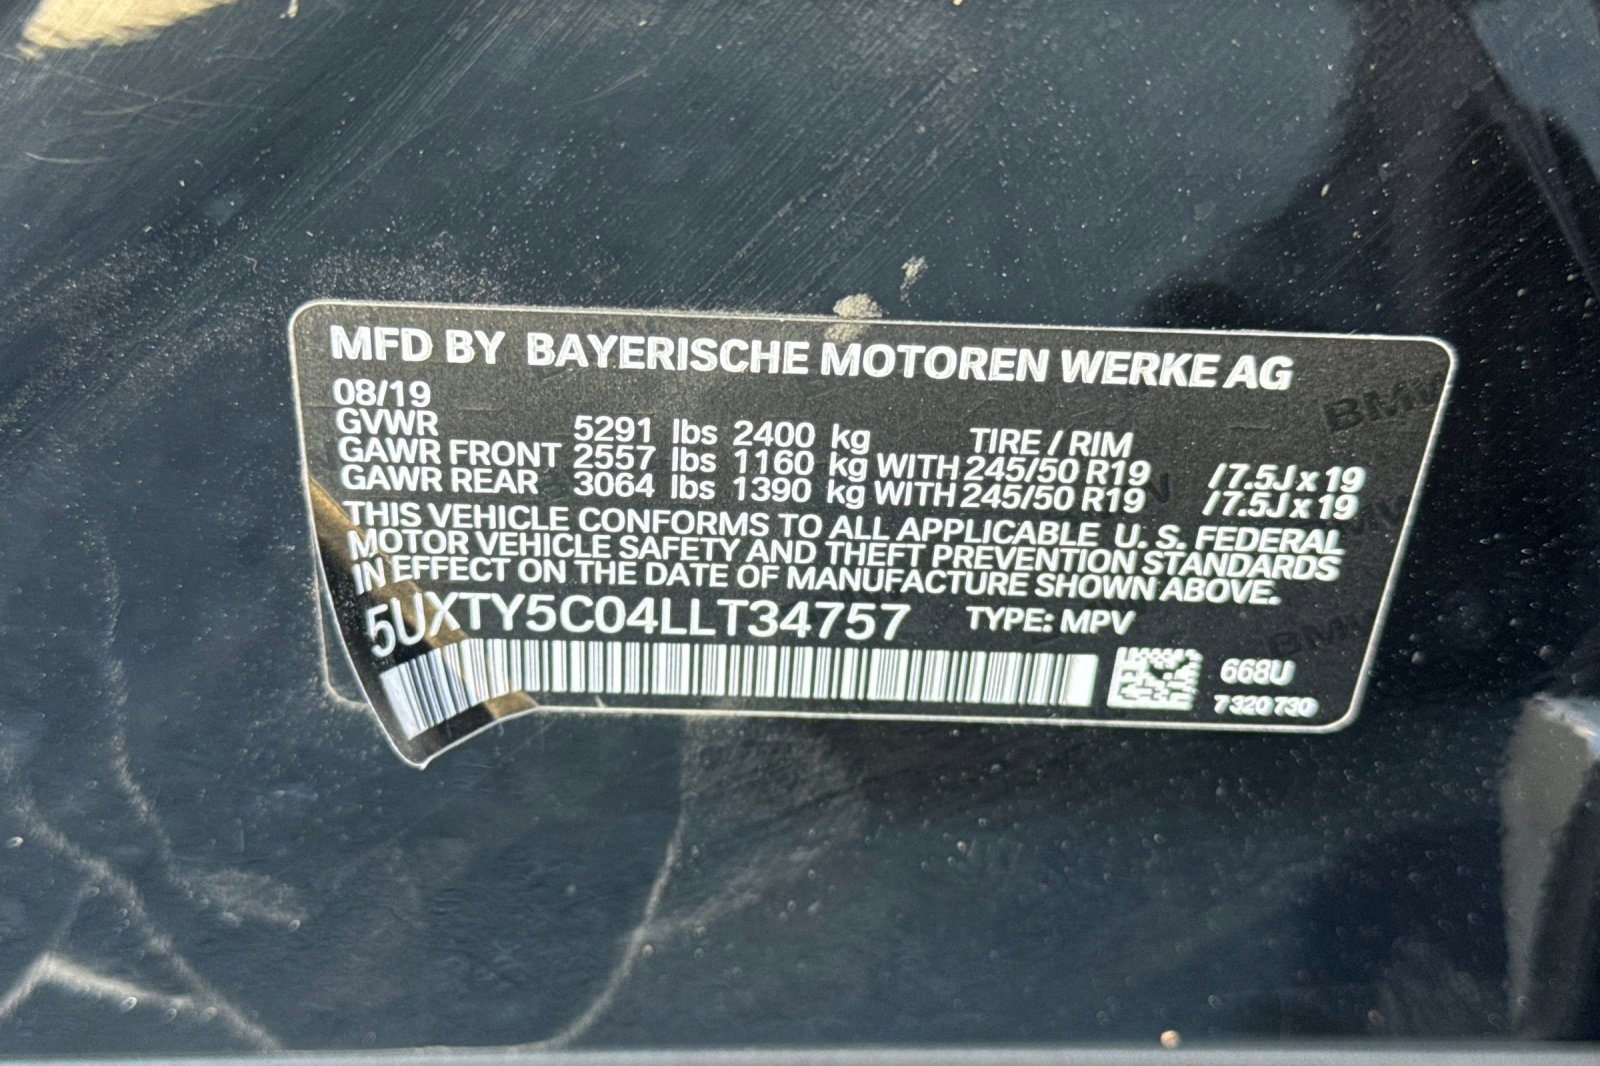 MFD BY BAYERISCHE MOTOREN WERKE AG
08/19
GVWR 5291 lbs 2400 kg TIRE / RIM
GAWR FRONT 2557 lbs 1160 kg WITH 245/50 R19 /7.5J x 19
GAWR REAR 3064 lbs 1390 kg WITH 245/50 R19 /7.5J x 19
THIS VEHICLE CONFORMS TO ALL APPLICABLE U. S. FEDERAL
MOTOR VEHICLE SAFETY AND THEFT PREVENTION STANDARDS
IN EFFECT ON THE DATE OF MANUFACTURE SHOWN ABOVE.
5UXTY5C04LLT34757 TYPE: MPV
668U
7 320 730
BMW